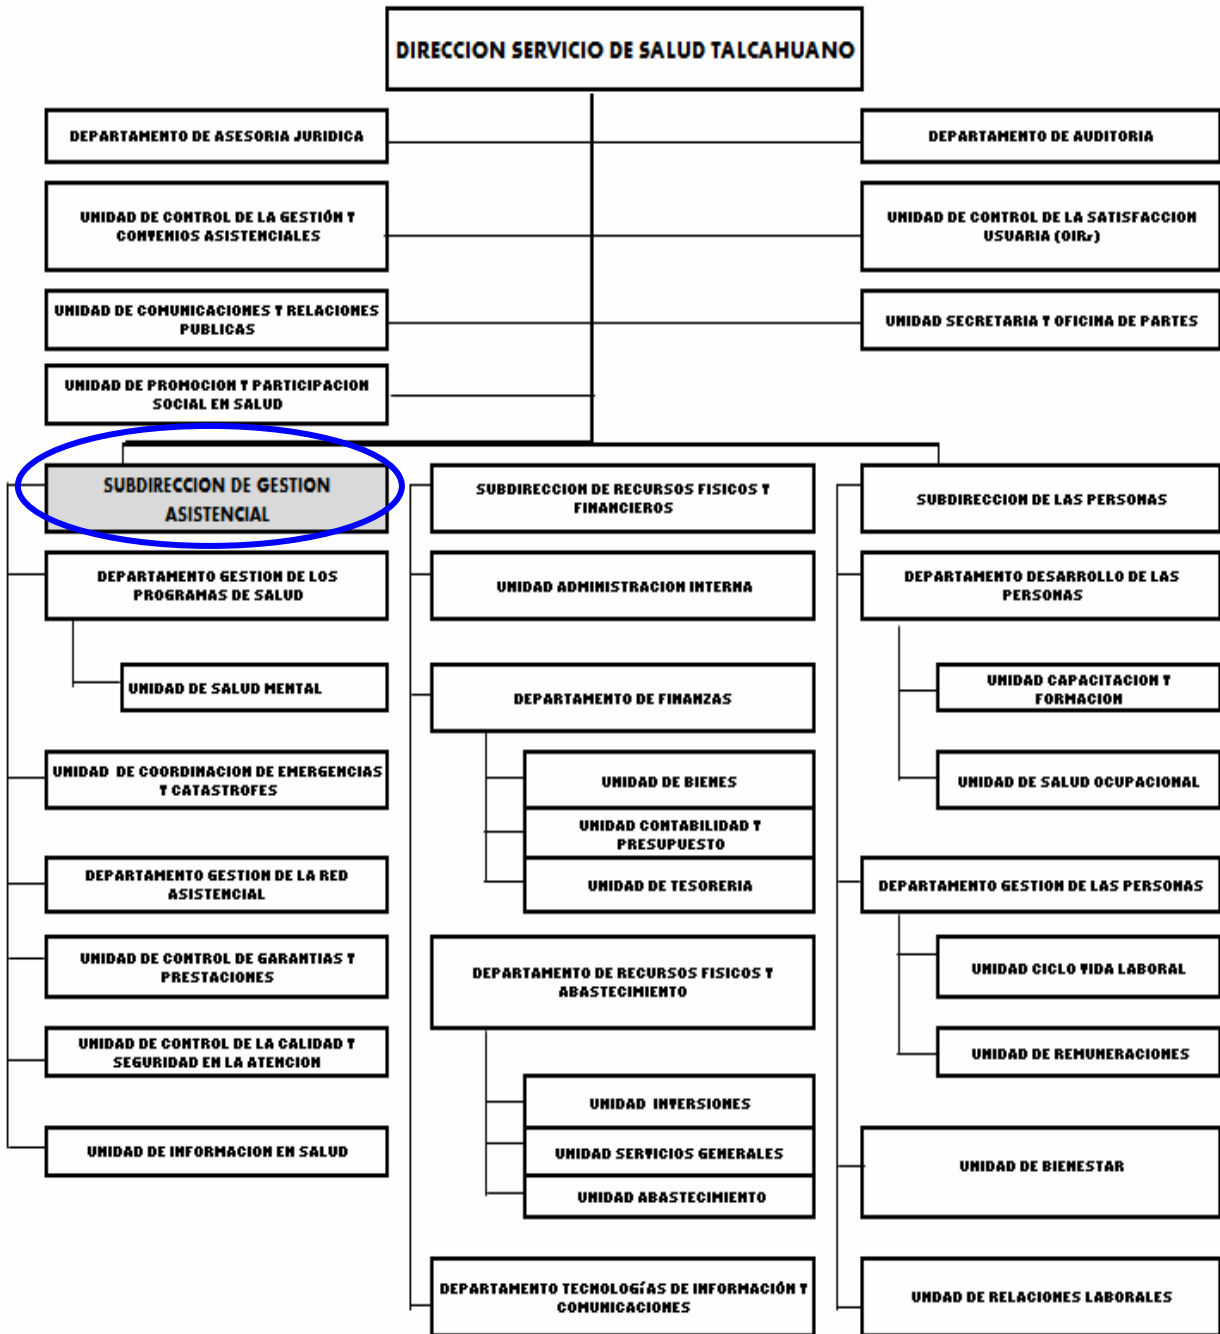 DIRECCION SERVICIO DE SALUD TALCAHUANO
DEPARTAMENTO DE ASESORIA JURIDICA
DEPARTAMENTO DE AUDITORIA
UNIDAD DE CONTROL DE LA GESTIÓN Y
CONVENIOS ASISTENCIALES
UNIDAD DE CONTROL DE LA SATISFACCION
USUARIA (OIRs)
UNIDAD DE COMUNICACIONES Y RELACIONES
PUBLICAS
UNIDAD SECRETARIA Y OFICINA DE PARTES
UNIDAD DE PROMOCION Y PARTICIPACION
SOCIAL EN SALUD
SUBDIRECCION DE GESTION
ASISTENCIAL
DEPARTAMENTO GESTION DE LOS
PROGRAMAS DE SALUD
UNIDAD DE SALUD MENTAL
UNIDAD DE COORDINACION DE EMERGENCIAS
Y CATASTROFES
DEPARTAMENTO GESTION DE LA RED
ASISTENCIAL
UNIDAD DE CONTROL DE GARANTIAS Y
PRESTACIONES
UNIDAD DE CONTROL DE LA CALIDAD Y
SEGURIDAD EN LA ATENCION
UNIDAD DE INFORMACION EN SALUD
SUBDIRECCION DE RECURSOS FISICOS Y
FINANCIEROS
UNIDAD ADMINISTRACION INTERNA
DEPARTAMENTO DE FINANZAS
UNIDAD DE BIENES
UNIDAD CONTABILIDAD Y
PRESUPUESTO
UNIDAD DE TESORERIA
DEPARTAMENTO DE RECURSOS FISICOS Y
ABASTECIMIENTO
UNIDAD INVERSIONES
UNIDAD SERVICIOS GENERALES
UNIDAD ABASTECIMIENTO
DEPARTAMENTO TECNOLOGíAS DE INFORMACIÓN Y
COMUNICACIONES
SUBDIRECCION DE LAS PERSONAS
DEPARTAMENTO DESARROLLO DE LAS
PERSONAS
UNIDAD CAPACITACION Y
FORMACION
UNIDAD DE SALUD OCUPACIONAL
DEPARTAMENTO GESTION DE LAS PERSONAS
UNIDAD CICLO VIDA LABORAL
UNIDAD DE REMUNERACIONES
UNIDAD DE BIENESTAR
UNDAD DE RELACIONES LABORALES